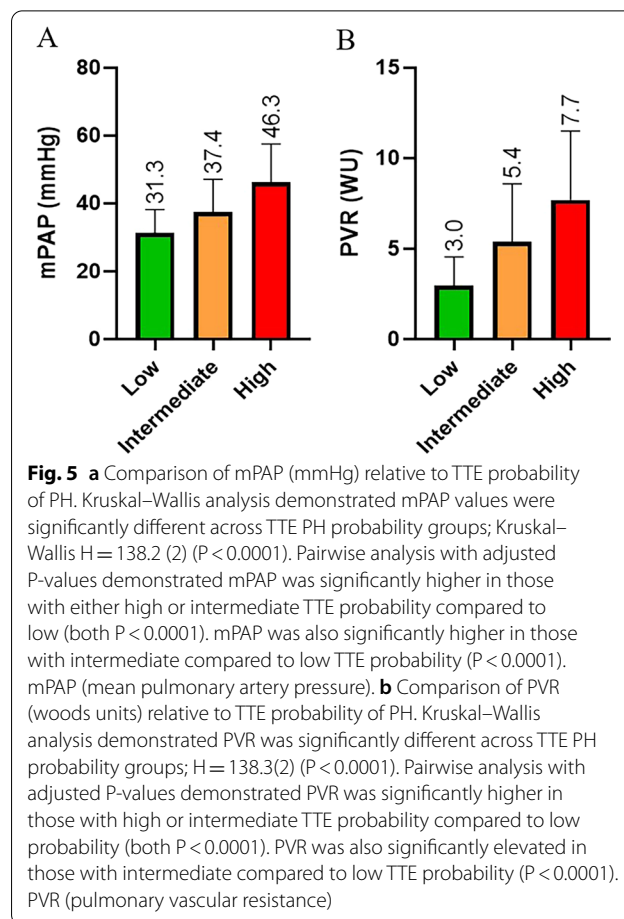 A
80
60
40
20
0
mPAP (mmHg)
31.3
37.4
46.3
Low
Intermediate
High
B
15
10
5
0
PVR (WU)
3.0
5.4
7.7
Low
Intermediate
High
Fig. 5 a Comparison of mPAP (mmHg) relative to TTE probability
of PH. Kruskal–Wallis analysis demonstrated mPAP values were
significantly different across TTE PH probability groups; Kruskal–
Wallis H = 138.2 (2) (P < 0.0001). Pairwise analysis with adjusted
P-values demonstrated mPAP was significantly higher in those
with either high or intermediate TTE probability compared to
low (both P < 0.0001). mPAP was also significantly higher in those
with intermediate compared to low TTE probability (P < 0.0001).
mPAP (mean pulmonary artery pressure). b Comparison of PVR
(woods units) relative to TTE probability of PH. Kruskal–Wallis
analysis demonstrated PVR was significantly different across TTE PH
probability groups; H = 138.3(2) (P < 0.0001). Pairwise analysis with
adjusted P-values demonstrated PVR was significantly higher in
those with high or intermediate TTE probability compared to low
probability (both P < 0.0001). PVR was also significantly elevated in
those with intermediate compared to low TTE probability (P < 0.0001).
PVR (pulmonary vascular resistance)